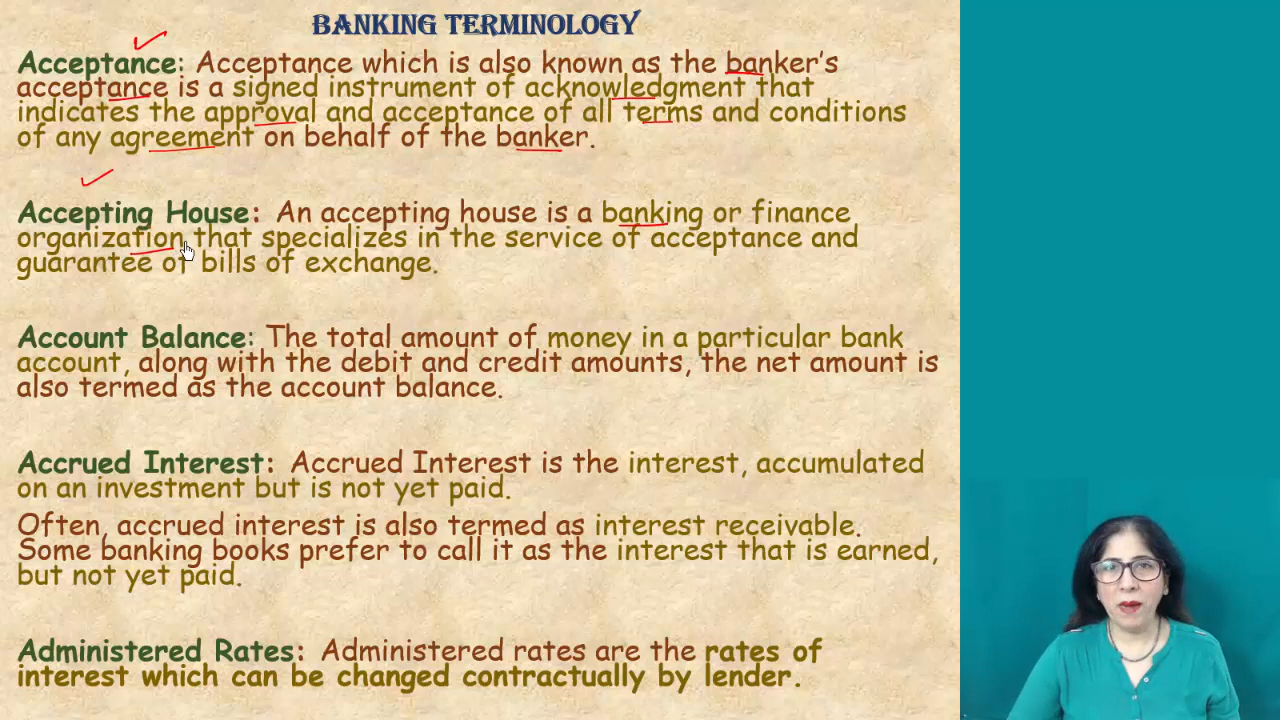 BANKING TERMINOLOGY
Acceptance: Acceptance which is also known as the banker's
acceptance is a signed instrument of acknowledgment that
indicates the approval and acceptance of all terms and conditions
of any agreement on behalf of the banker.
Accepting House: An accepting house is a banking or finance
organization that specializes in the service of acceptance and
guarantee of bills of exchange.
Account Balance: The total amount of money in a particular bank
account, along with the debit and credit amounts, the net amount is
also termed as the account balance.
Accrued Interest: Accrued Interest is the interest, accumulated
on an investment but is not yet paid.
Often, accrued interest is also termed as interest receivable.
Some banking books prefer to call it as the interest that is earned,
but not yet paid.
Administered Rates: Administered rates are the rates of
interest which can be changed contractually by lender.